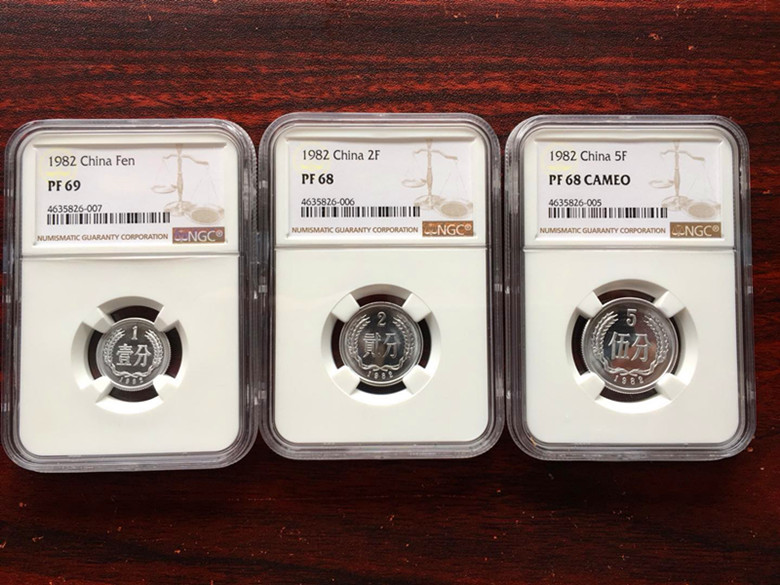 1982 China Fen
PF 69
4635826-007
NUMISMATIC GUARANTY CORPORATION
NGC®
1
壹分
1982
1982 China 2F
PF 68
4635826-006
NUMISMATIC GUARANTY CORPORATION
NGC®
2
贰分
1982
1982 China 5F
PF 68 CAMEO
4635826-005
NUMISMATIC GUARANTY CORPORATION
NGC®
5
伍分
1982